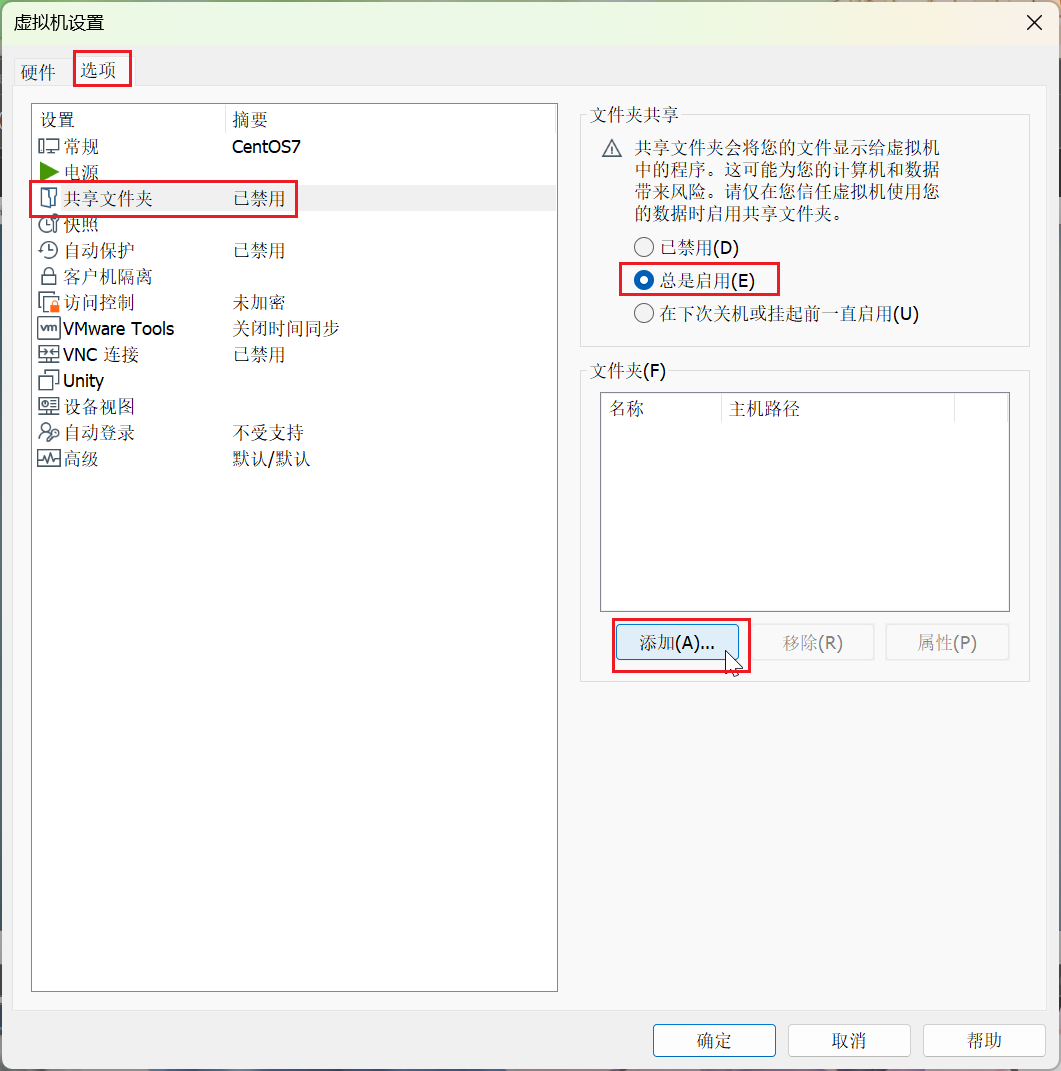 虚拟机设置
硬件 选项
设置 摘要
常规 CentOS7
电源
共享文件夹 已禁用
快照
自动保护 已禁用
客户机隔离
访问控制 未加密
vm VMware Tools 关闭时间同步
VNC 连接 已禁用
Unity
设备视图
自动登录 不受支持
高级 默认/默认
文件夹共享
共享文件夹会将您的文件显示给虚拟机
中的程序。这可能为您的计算机和数据
带来风险。请仅在您信任虚拟机使用您
的数据时启用共享文件夹。
已禁用(D)
总是启用(E)
在下次关机或挂起前一直启用(U)
文件夹(F)
名称 主机路径
添加(A)... 移除(R) 属性(P)
确定 取消 帮助